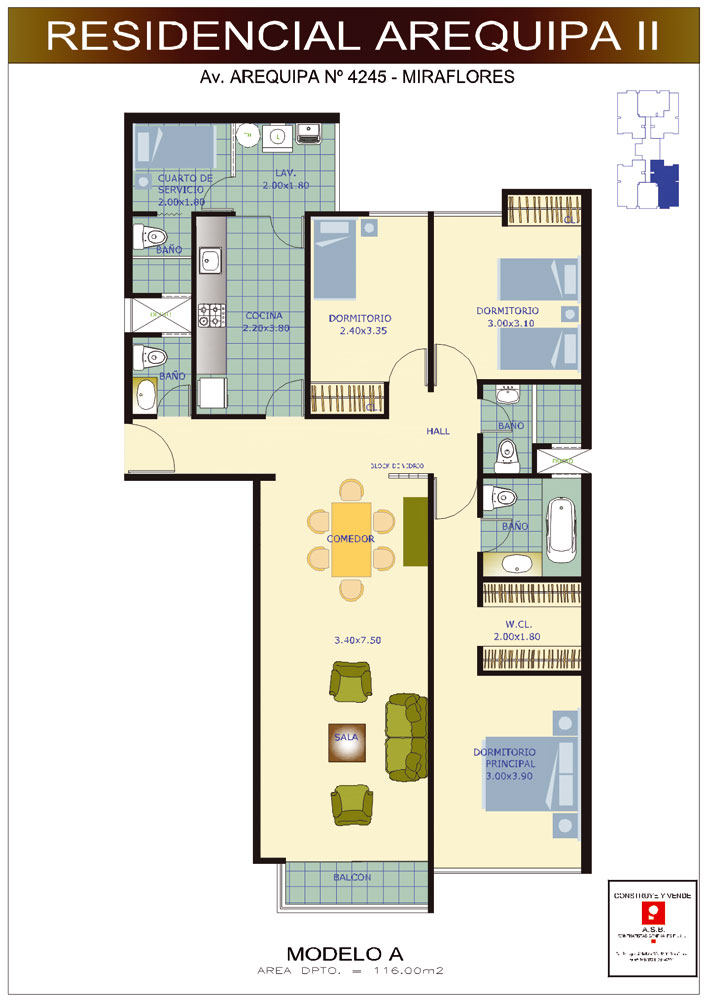 RESIDENCIAL AREQUIPA II
Av. AREQUIPA Nº 4245 - MIRAFLORES
CUARTO DE
SERVICIO
2.00x1.80
LAV.
2.00x1.80
BAÑO
COCINA
2.20x3.80
BAÑO
DORMITORIO
2.40x3.35
CL.
DORMITORIO
3.00x3.10
CL.
HALL
BLOCK DE VIDRIO
BAÑO
BAÑO
COMEDOR
3.40x7.50
SALA
W.CL.
2.00x1.80
DORMITORIO
PRINCIPAL
3.00x3.90
BALCON
MODELO A
AREA DPTO. = 116.00m2
CONSTRUYE Y VENDE
A.S.B.